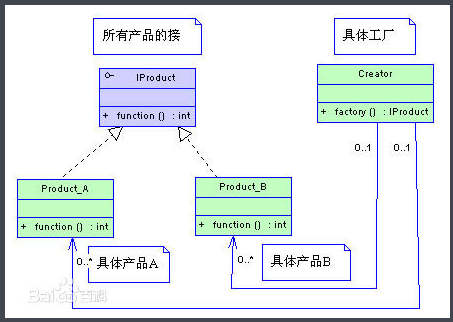 所有产品的接
具体工厂
IProduct
+ function () : int
Creator
+ factory () : IProduct
0..1
0..1
Product_A
+ function () : int
Product_B
+ function () : int
0..*
具体产品A
0..*
具体产品B
Baidu百科